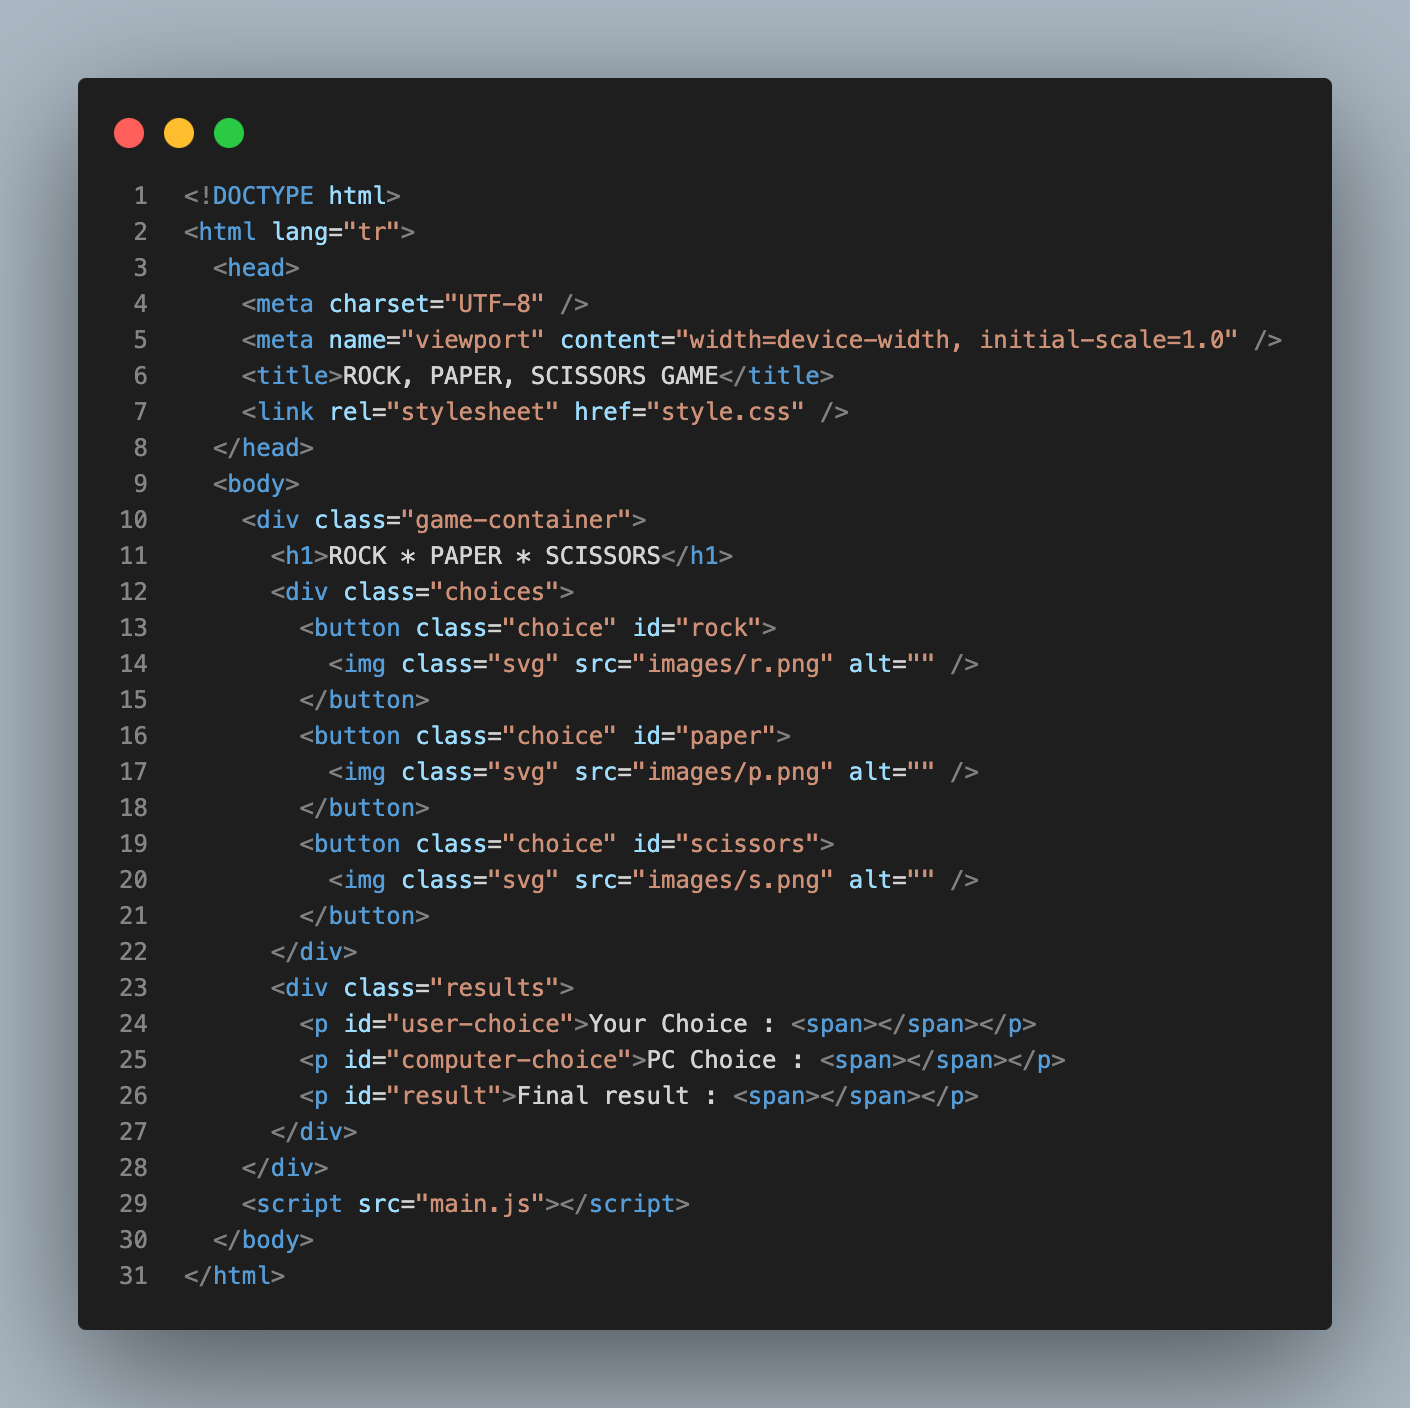 1 <!DOCTYPE html>
2 <html lang="tr">
3   <head>
4     <meta charset="UTF-8" />
5     <meta name="viewport" content="width=device-width, initial-scale=1.0" />
6     <title>ROCK, PAPER, SCISSORS GAME</title>
7     <link rel="stylesheet" href="style.css" />
8   </head>
9   <body>
10     <div class="game-container">
11       <h1>ROCK * PAPER * SCISSORS</h1>
12       <div class="choices">
13         <button class="choice" id="rock">
14           <img class="svg" src="images/r.png" alt="" />
15         </button>
16         <button class="choice" id="paper">
17           <img class="svg" src="images/p.png" alt="" />
18         </button>
19         <button class="choice" id="scissors">
20           <img class="svg" src="images/s.png" alt="" />
21         </button>
22       </div>
23       <div class="results">
24         <p id="user-choice">Your Choice : <span></span></p>
25         <p id="computer-choice">PC Choice : <span></span></p>
26         <p id="result">Final result : <span></span></p>
27       </div>
28     </div>
29     <script src="main.js"></script>
30   </body>
31 </html>